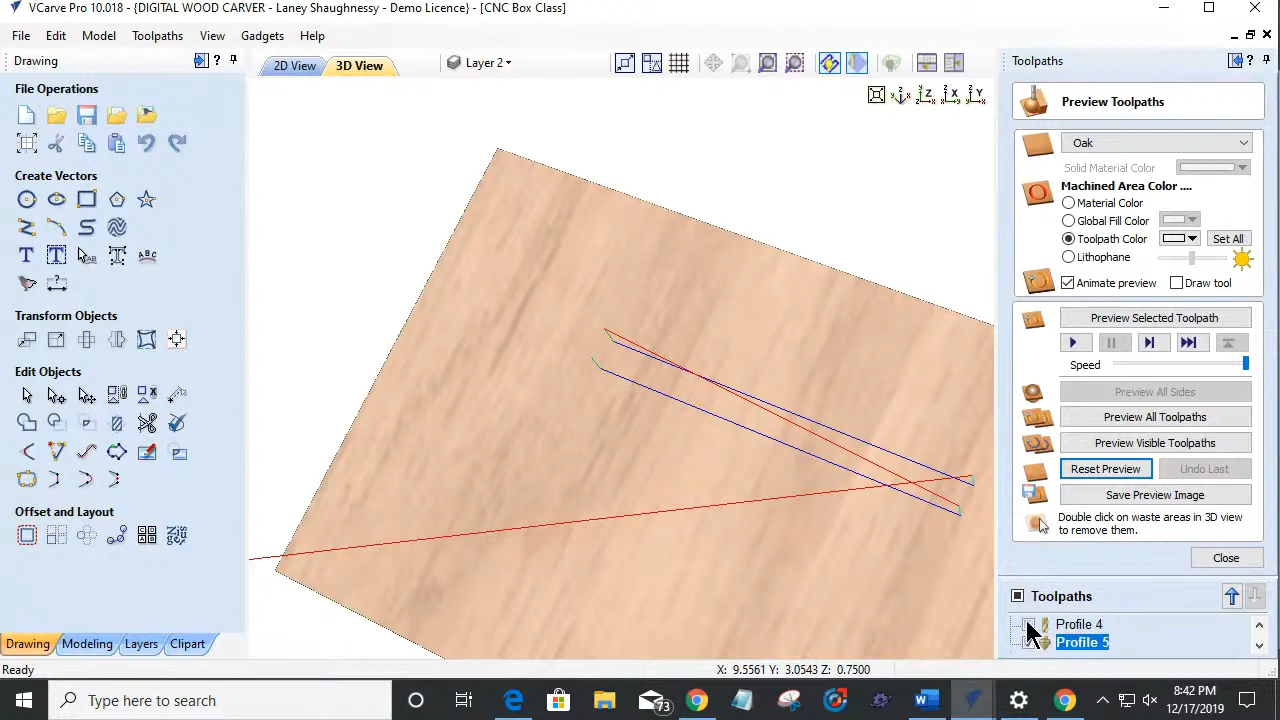 VCarve Pro 10.018 - {DIGITAL WOOD CARVER - Laney Shaughnessy - Demo Licence} - [CNC Box Class]
File Edit Model Toolpaths View Gadgets Help
Drawing
File Operations
Create Vectors
Transform Objects
Edit Objects
Offset and Layout
Drawing Modeling Layers Clipart
2D View 3D View Layer 2
Toolpaths
Preview Toolpaths
Oak
Solid Material Color
Machined Area Color ....
Material Color
Global Fill Color
Toolpath Color Set All
Lithophane
Animate preview Draw tool
Preview Selected Toolpath
Speed
Preview All Sides
Preview All Toolpaths
Preview Visible Toolpaths
Reset Preview Undo Last
Save Preview Image
Double click on waste areas in 3D view
to remove them.
Close
Toolpaths
Profile 4
Profile 5
Ready X: 9.5561 Y: 3.0543 Z: 0.7500
Type here to search 73 8:42 PM
12/17/2019